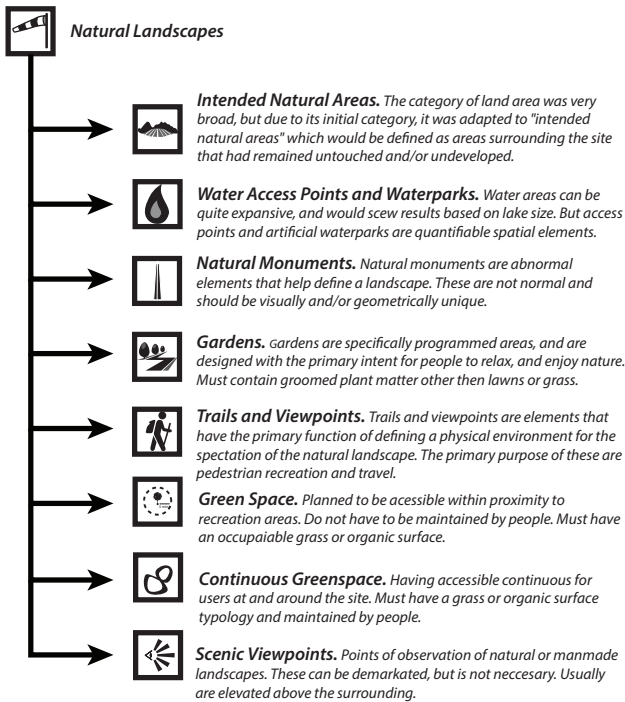 Natural Landscapes
Intended Natural Areas. The category of land area was very
broad, but due to its initial category, it was adapted to "intended
natural areas" which would be defined as areas surrounding the site
that had remained untouched and/or undeveloped.
Water Access Points and Waterparks. Water areas can be
quite expansive, and would scew results based on lake size. But access
points and artificial waterparks are quantifiable spatial elements.
Natural Monuments. Natural monuments are abnormal
elements that help define a landscape. These are not normal and
should be visually and/or geometrically unique.
Gardens. Gardens are specifically programmed areas, and are
designed with the primary intent for people to relax, and enjoy nature.
Must contain groomed plant matter other then lawns or grass.
Trails and Viewpoints. Trails and viewpoints are elements that
have the primary function of defining a physical environment for the
spectation of the natural landscape. The primary purpose of these are
pedestrian recreation and travel.
Green Space. Planned to be acessible within proximity to
recreation areas. Do not have to be maintained by people. Must have
an occupaiable grass or organic surface.
Continuous Greenspace. Having accessible continuous for
users at and around the site. Must have a grass or organic surface
typology and maintained by people.
Scenic Viewpoints. Points of observation of natural or manmade
landscapes. These can be demarkated, but is not neccesary. Usually
are elevated above the surrounding.